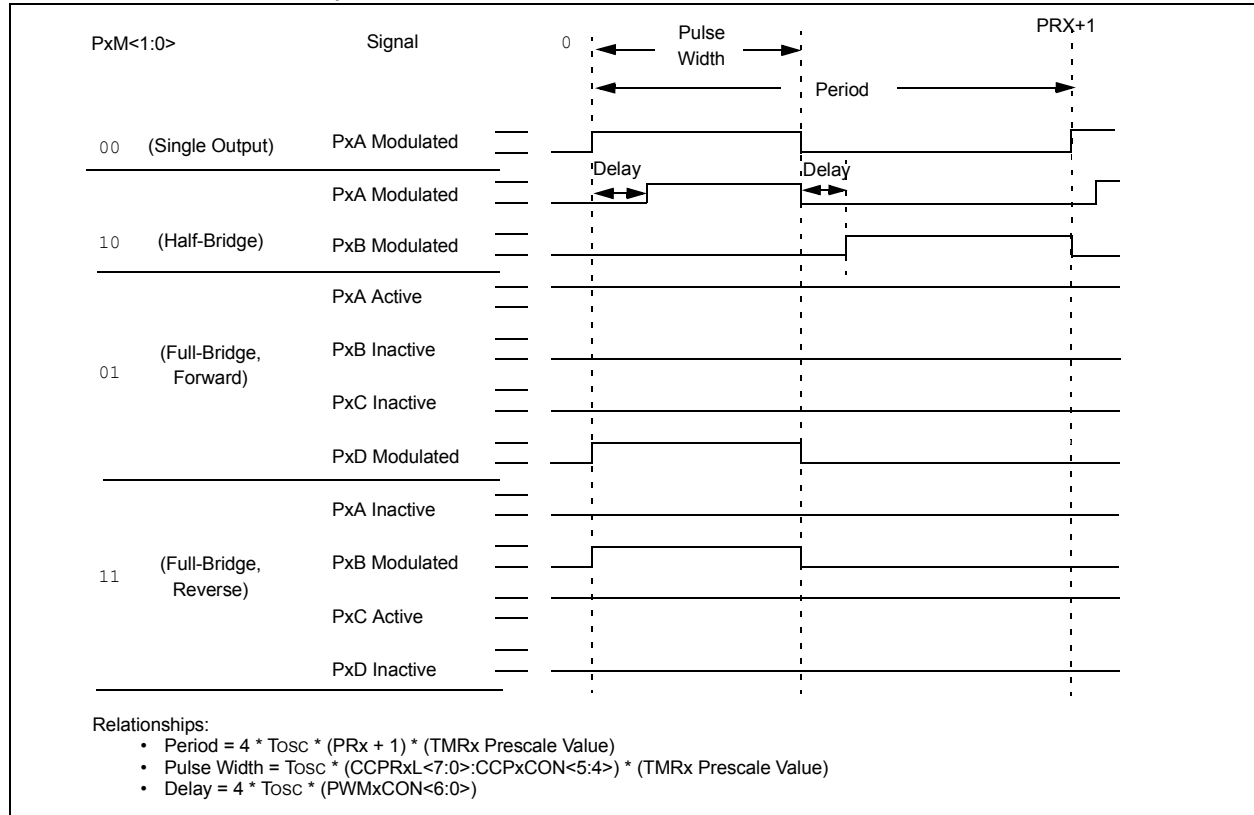 PxM<1:0> Signal 0 Pulse Width PRX+1
Period
00 (Single Output) PxA Modulated
Delay Delay
PxA Modulated
10 (Half-Bridge) PxB Modulated
PxA Active
01 (Full-Bridge, Forward) PxB Inactive
PxC Inactive
PxD Modulated
PxA Inactive
11 (Full-Bridge, Reverse) PxB Modulated
PxC Active
PxD Inactive
Relationships:
• Period = 4 * TOSC * (PRx + 1) * (TMRx Prescale Value)
• Pulse Width = TOSC * (CCPRxL<7:0>:CCPxCON<5:4>) * (TMRx Prescale Value)
• Delay = 4 * TOSC * (PWMxCON<6:0>)